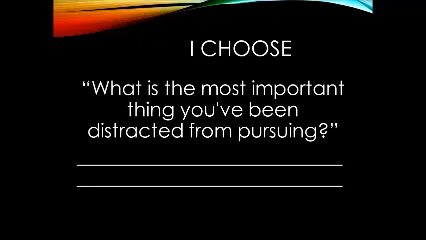 I CHOOSE
“What is the most important
thing you've been
distracted from pursuing?”